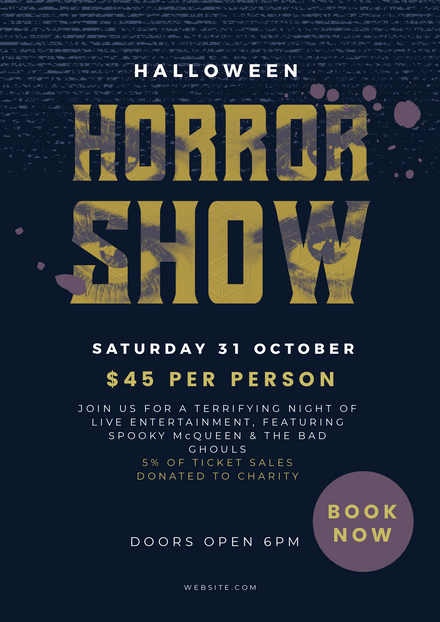 HALLOWEEN
HORROR
SHOW
SATURDAY 31 OCTOBER
$45 PER PERSON
JOIN US FOR A TERRIFYING NIGHT OF
LIVE ENTERTAINMENT, FEATURING
SPOOKY McQUEEN & THE BAD
GHOULS
5% OF TICKET SALES
DONATED TO CHARITY
BOOK
NOW
DOORS OPEN 6PM
WEBSITE.COM